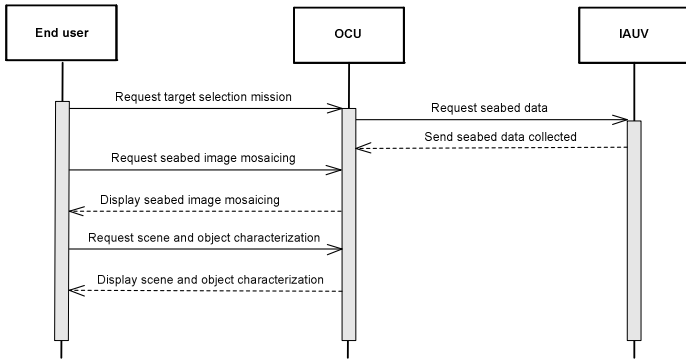 End user
OCU
IAUV
Request target selection mission
Request seabed data
Send seabed data collected
Request seabed image mosaicing
Display seabed image mosaicing
Request scene and object characterization
Display scene and object characterization